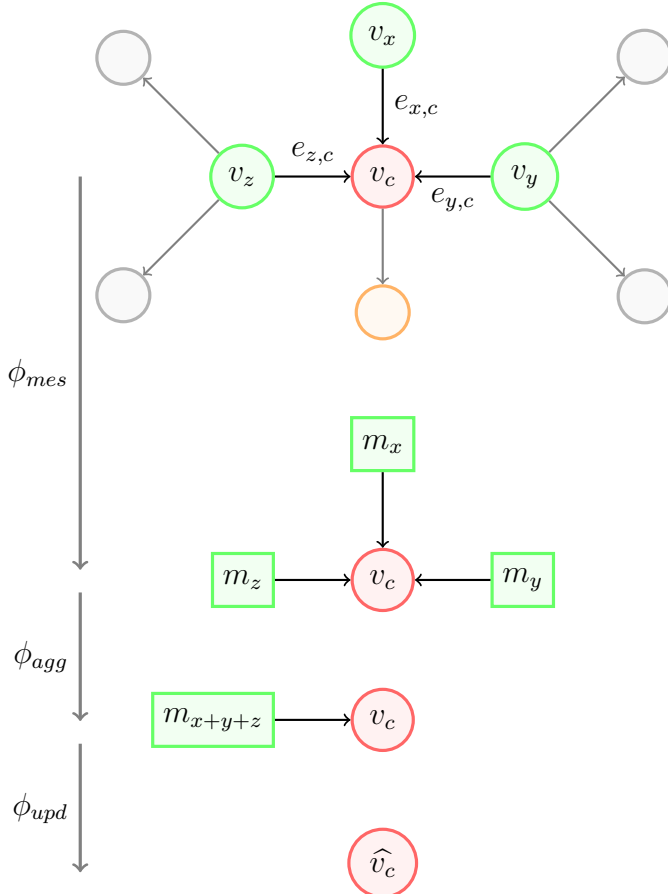 v_x
e_{x,c}
e_{z,c}
v_z
v_c
v_y
e_{y,c}
ϕ_{mes}
m_x
m_z
v_c
m_y
ϕ_{agg}
m_{x+y+z}
v_c
ϕ_{upd}
\widehat{v}_c